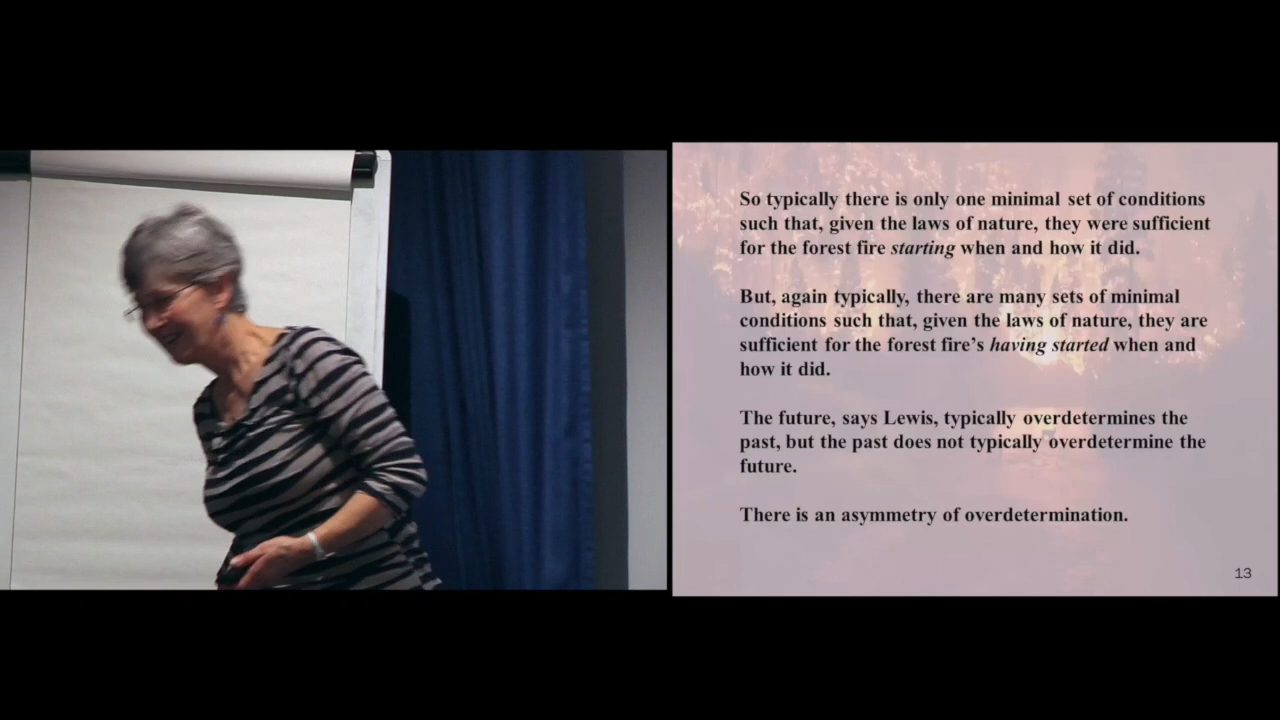 So typically there is only one minimal set of conditions
such that, given the laws of nature, they were sufficient
for the forest fire starting when and how it did.
But, again typically, there are many sets of minimal
conditions such that, given the laws of nature, they are
sufficient for the forest fire’s having started when and
how it did.
The future, says Lewis, typically overdetermines the
past, but the past does not typically overdetermine the
future.
There is an asymmetry of overdetermination.
13